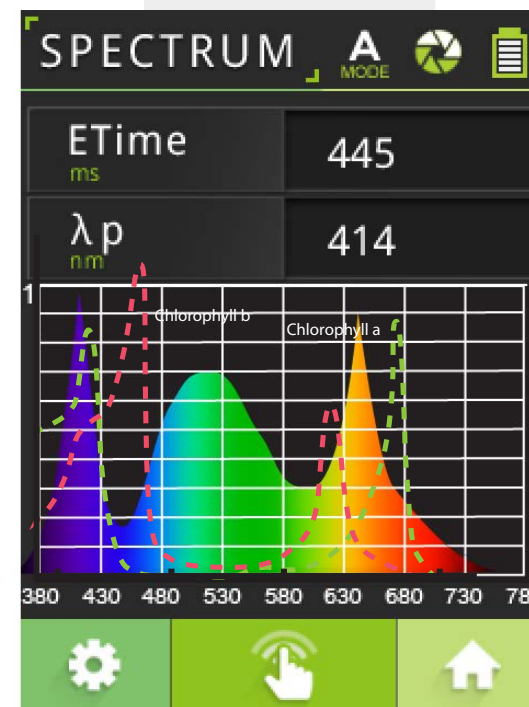 SPECTRUM A
MODE
ETime 445
ms
λp 414
nm
1
Chlorophyll b
Chlorophyll a
380 430 480 530 580 630 680 730 78